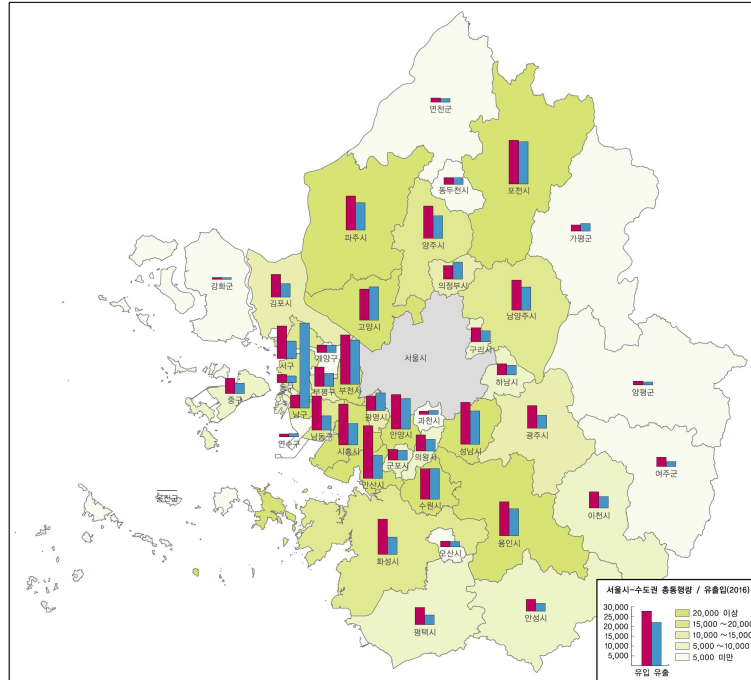 연천군
포천시
동두천시
가평군
파주시
양주시
의정부시
강화군
김포시
고양시
남양주시
서울시
구리시
서구
계양구
부평구
부천시
하남시
중구
남구
양평군
광명시
안양시
과천시
남동구
시흥시
의왕시
성남시
광주시
군포시
안산시
여주군
수원시
이천시
옹진군
용인시
화성시
오산시
평택시
안성시
서울시-수도권 총통행량 / 유출입(2016)
30,000
25,000
20,000
15,000
10,000
5,000
유입 유출
20,000 이상
15,000 ~20,000
10,000 ~15,000
5,000 ~10,000
5,000 미만